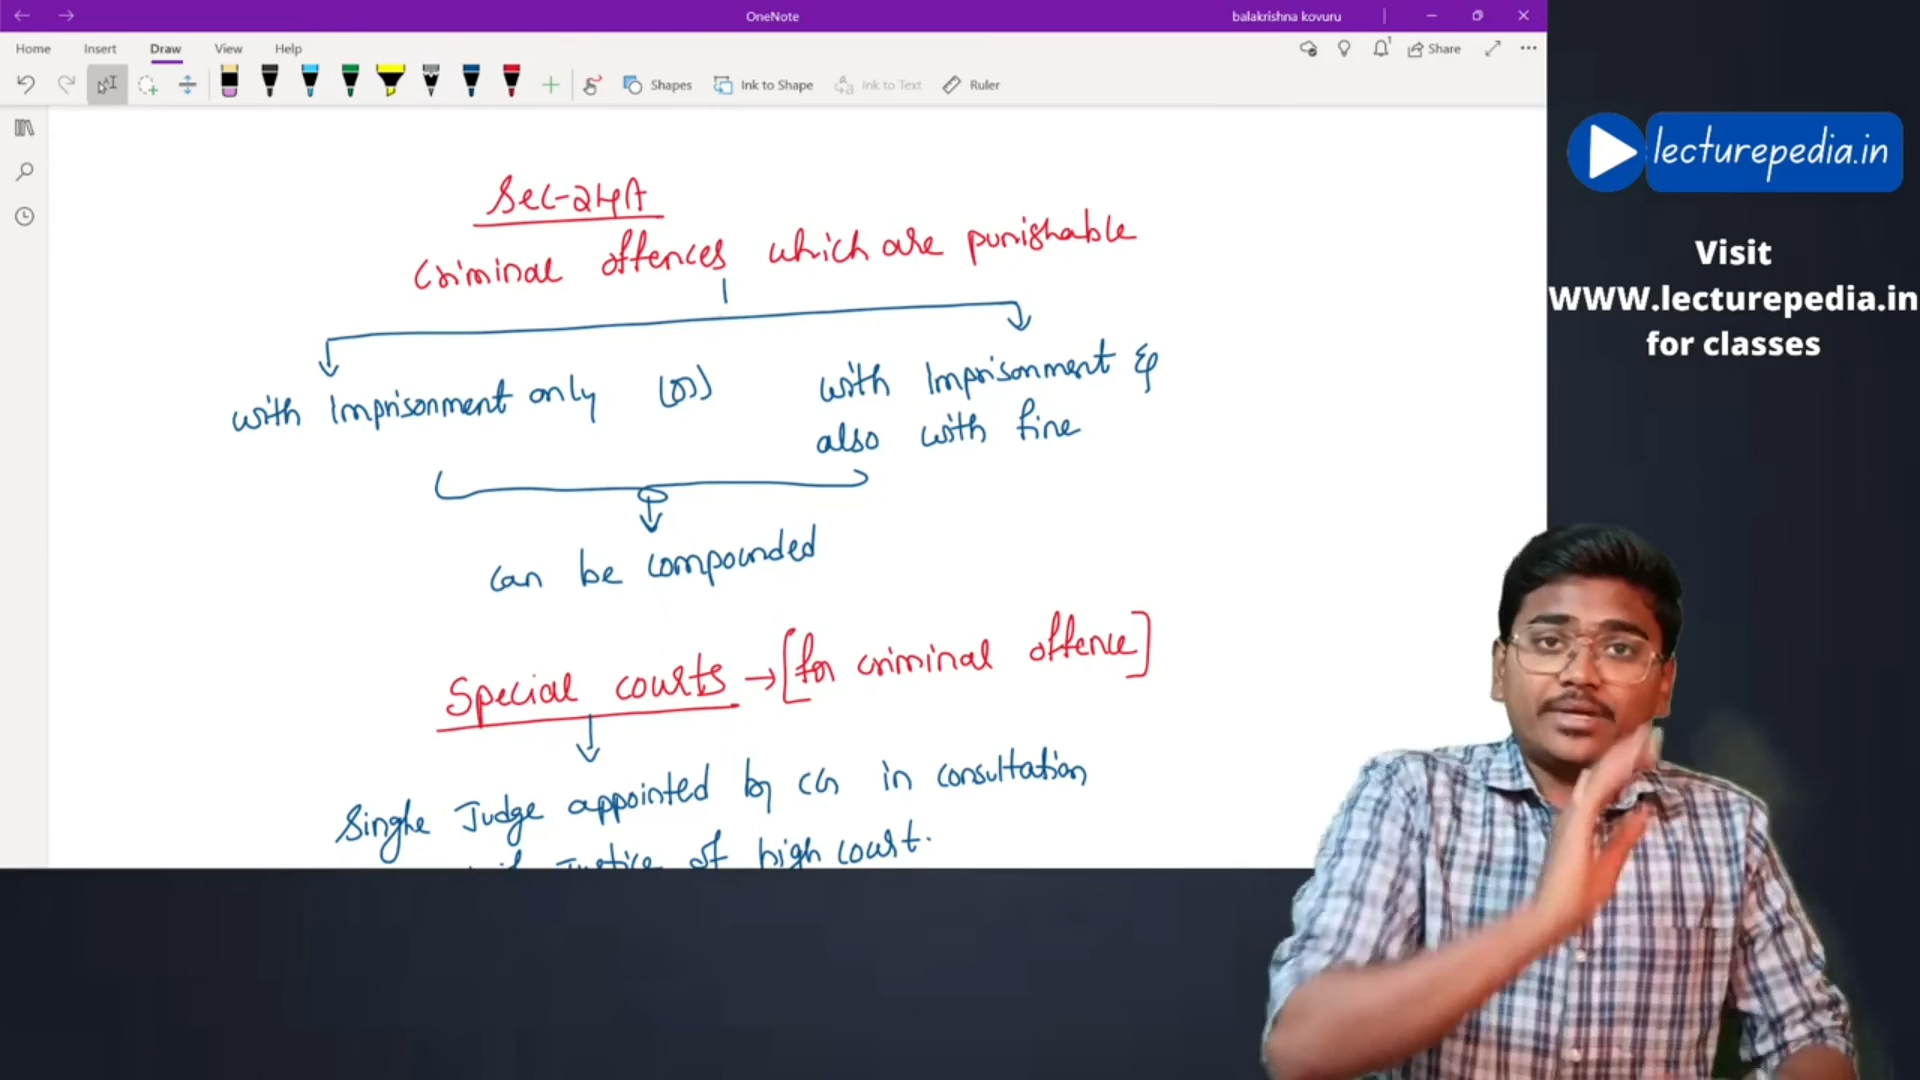 OneNote
balakrishna kovuru
Home Insert Draw View Help
1 Share
Shapes Ink to Shape Ink to Text Ruler
Sec-24A
Criminal offences which are punishable
with Imprisonment only (or) with Imprisonment &
also with fine
can be compounded
Special courts → [for criminal offence]
Single Judge appointed by CG in consultation
Justice of high court.
lecturepedia.in
Visit
WWW.lecturepedia.in
for classes